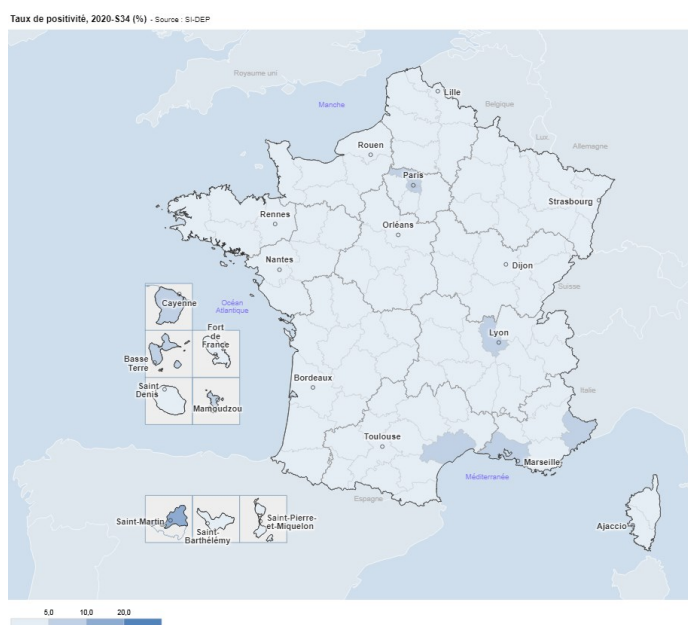 Taux de positivité, 2020-S34 (%) - Source : SI-DEP
Royaume uni
Manche
Lille
Belgique
Lux.
Allemagne
Rouen
Paris
Strasbourg
Rennes
Orléans
Nantes
Dijon
Suisse
Cayenne
Océan
Atlantique
Fort
de
France
Basse
Terre
Lyon
Saint
Denis
Mamoudzou
Bordeaux
Italie
Toulouse
Marseille
Méditerranée
Espagne
Saint-Martin
Saint-
Barthélémy
Saint-Pierre-
et-Miquelon
Ajaccio
5,0 10,0 20,0